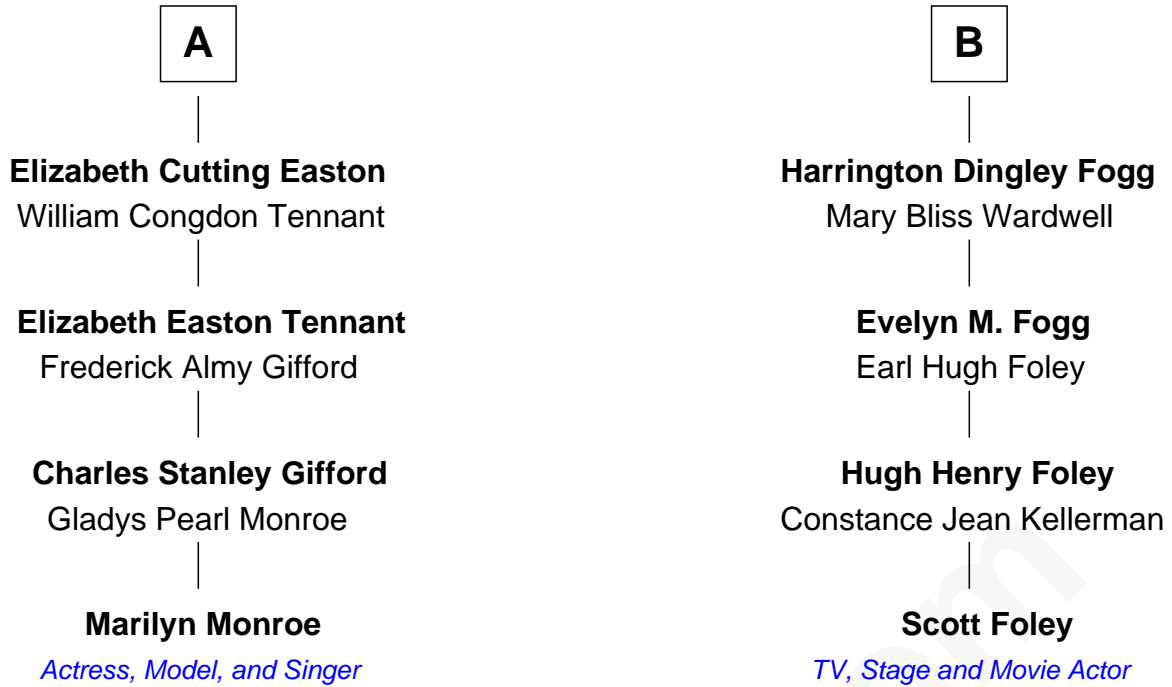 A
Elizabeth Cutting Easton
William Congdon Tennant
Elizabeth Easton Tennant
Frederick Almy Gifford
Charles Stanley Gifford
Gladys Pearl Monroe
Marilyn Monroe
Actress, Model, and Singer
B
Harrington Dingley Fogg
Mary Bliss Wardwell
Evelyn M. Fogg
Earl Hugh Foley
Hugh Henry Foley
Constance Jean Kellerman
Scott Foley
TV, Stage and Movie Actor